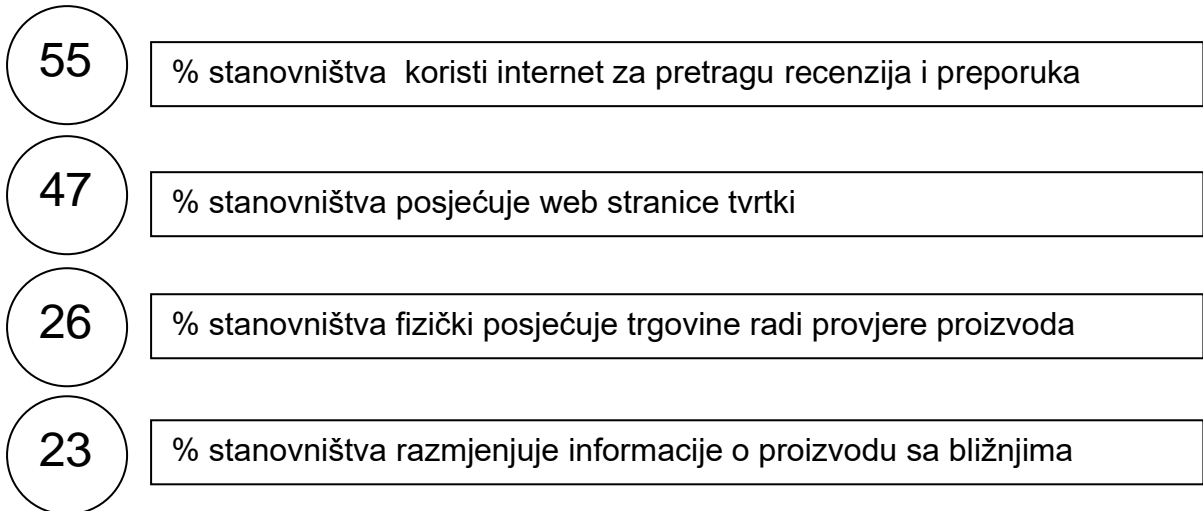 55
% stanovništva  koristi internet za pretragu recenzija i preporuka
47
% stanovništva posjećuje web stranice tvrtki
26
% stanovništva fizički posjećuje trgovine radi provjere proizvoda
23
% stanovništva razmjenjuje informacije o proizvodu sa bližnjima